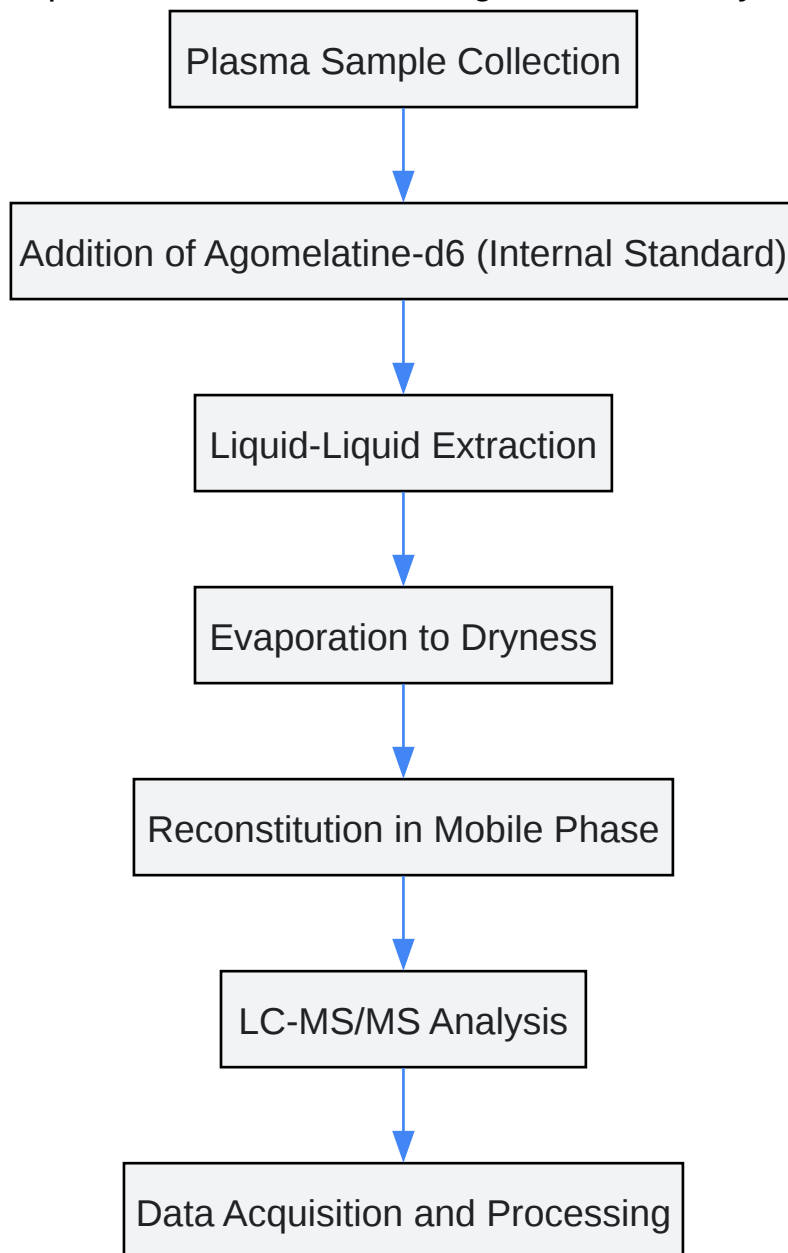 Plasma Sample Collection
Addition of Agomelatine-d6 (Internal Standard)
Liquid-Liquid Extraction
Evaporation to Dryness
Reconstitution in Mobile Phase
LC-MS/MS Analysis
Data Acquisition and Processing